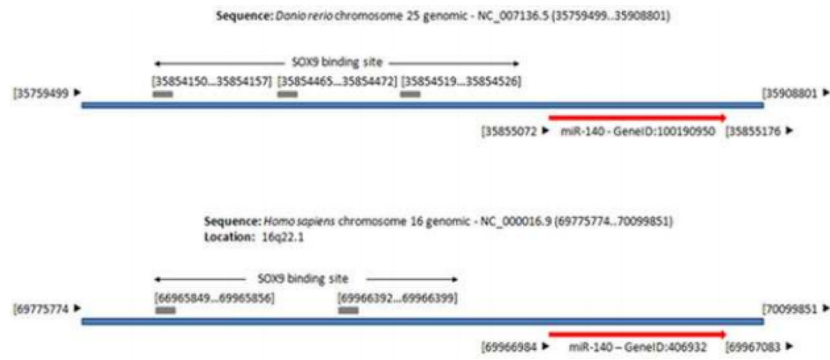 Sequence: Danio rerio chromosome 25 genomic - NC_007136.5 (35759499..35908801)
SOX9 binding site
[35854150...35854157] [35854465...35854472] [35854519...35854526]
[35759499 [35908801
[35855072 miR-140 - GeneID:100190950 [35855176
Sequence: Homo sapiens chromosome 16 genomic - NC_000016.9 (69775774..70099851)
Location: 16q22.1
SOX9 binding site
[66965849...69965856] [69966392...69966399]
[69775774 [70099851
[69966984 miR-140 – GeneID:406932 [69967083